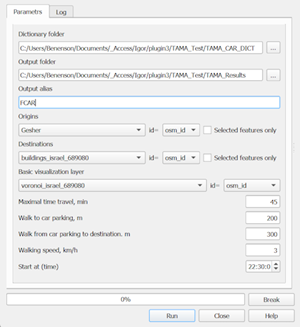 Parametrs Log
Dictionary folder
C:/Users/Benenson/Documents/_Access/Igor/plugin3/TAMA_Test/TAMA_CAR_DICT ...
Output folder
C:/Users/Benenson/Documents/_Access/Igor/plugin3/TAMA_Test/TAMA_Results ...
Output alias
FCAR
Origins
Gesher id= osm_id Selected features only
Destinations
buildings_israel_689080 id= osm_id Selected features only
Basic visualization layer
voronoi_israel_689080 id= osm_id
Maximal time travel, min 45
Walk to car parking, m 200
Walk from car parking to destination. m 300
Walking speed, km/h 3
Start at (time) 22:30:0
0% Break
Run Close Help